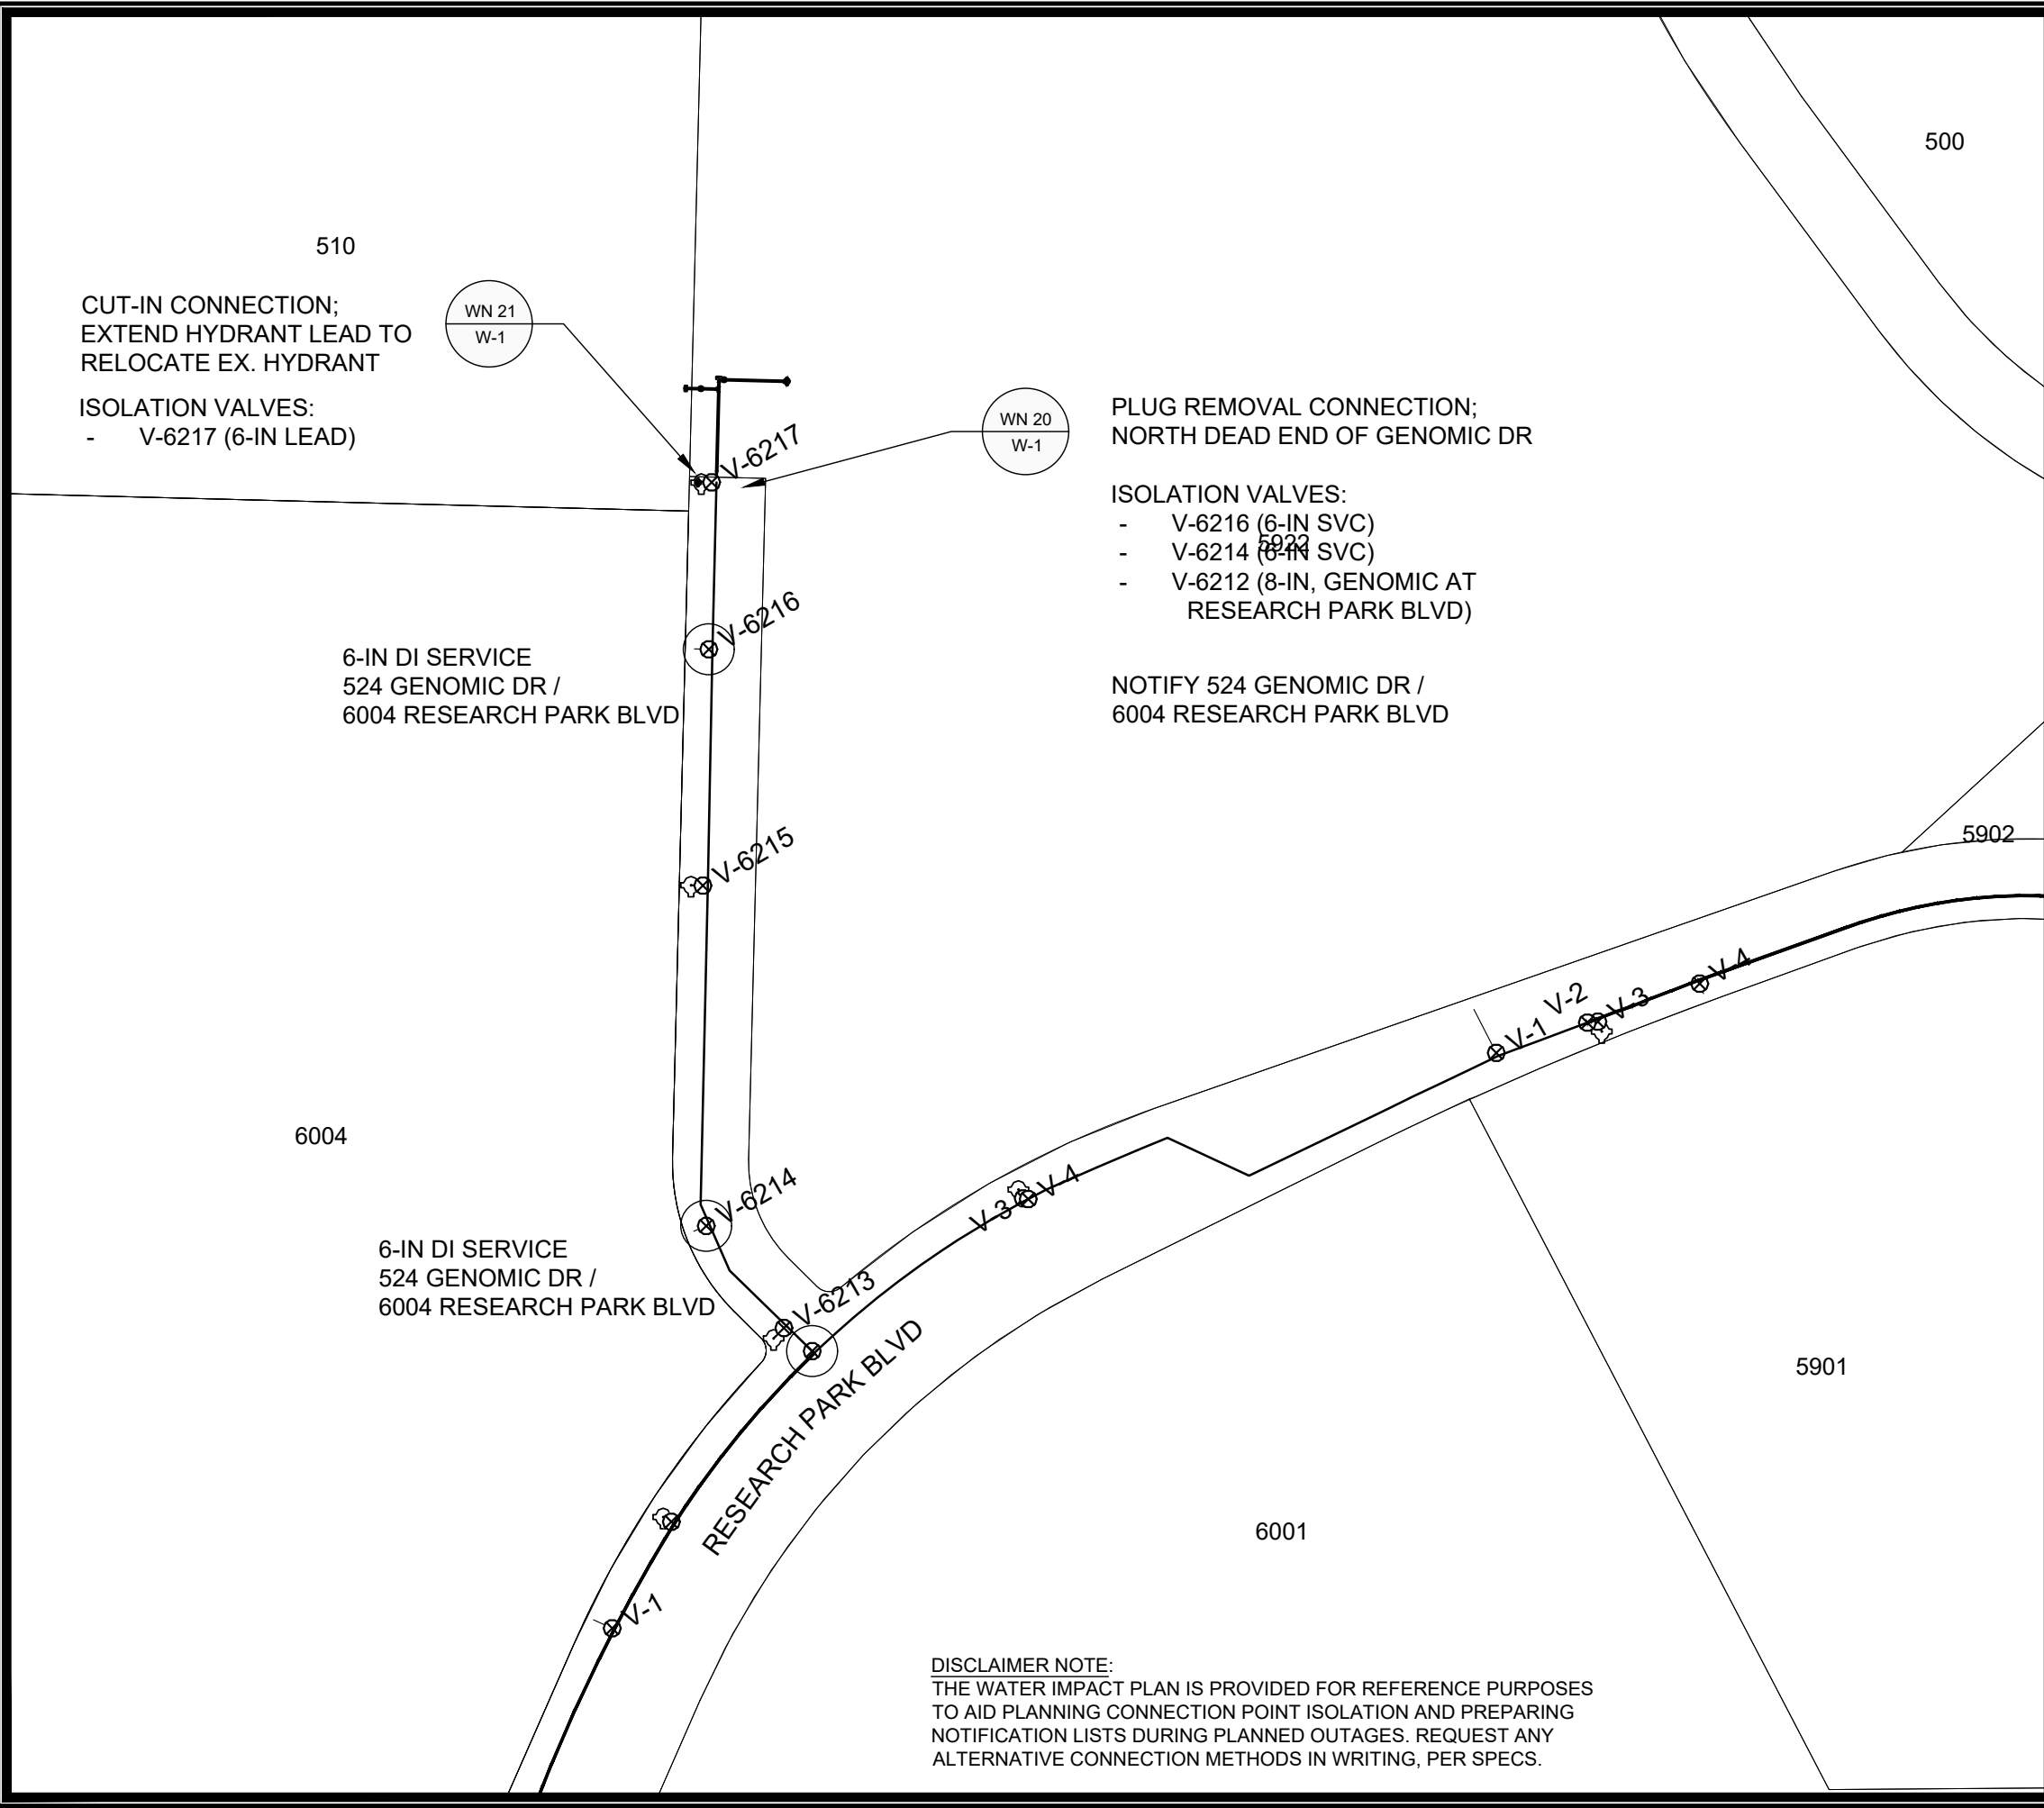 500
510
CUT-IN CONNECTION;
EXTEND HYDRANT LEAD TO
RELOCATE EX. HYDRANT
ISOLATION VALVES:
- V-6217 (6-IN LEAD)
WN 21
W-1
WN 20
W-1
PLUG REMOVAL CONNECTION;
NORTH DEAD END OF GENOMIC DR
ISOLATION VALVES:
- V-6216 (6-IN SVC)
5922
- V-6214 (6-IN SVC)
- V-6212 (8-IN, GENOMIC AT
RESEARCH PARK BLVD)
NOTIFY 524 GENOMIC DR /
6004 RESEARCH PARK BLVD
V-6217
V-6216
6-IN DI SERVICE
524 GENOMIC DR /
6004 RESEARCH PARK BLVD
V-6215
5902
V-4
V-3
V-2
V-1
6004
V-4
V-3
V-6214
6-IN DI SERVICE
524 GENOMIC DR /
6004 RESEARCH PARK BLVD
V-6213
RESEARCH PARK BLVD
5901
6001
V-1
DISCLAIMER NOTE:
THE WATER IMPACT PLAN IS PROVIDED FOR REFERENCE PURPOSES
TO AID PLANNING CONNECTION POINT ISOLATION AND PREPARING
NOTIFICATION LISTS DURING PLANNED OUTAGES. REQUEST ANY
ALTERNATIVE CONNECTION METHODS IN WRITING, PER SPECS.